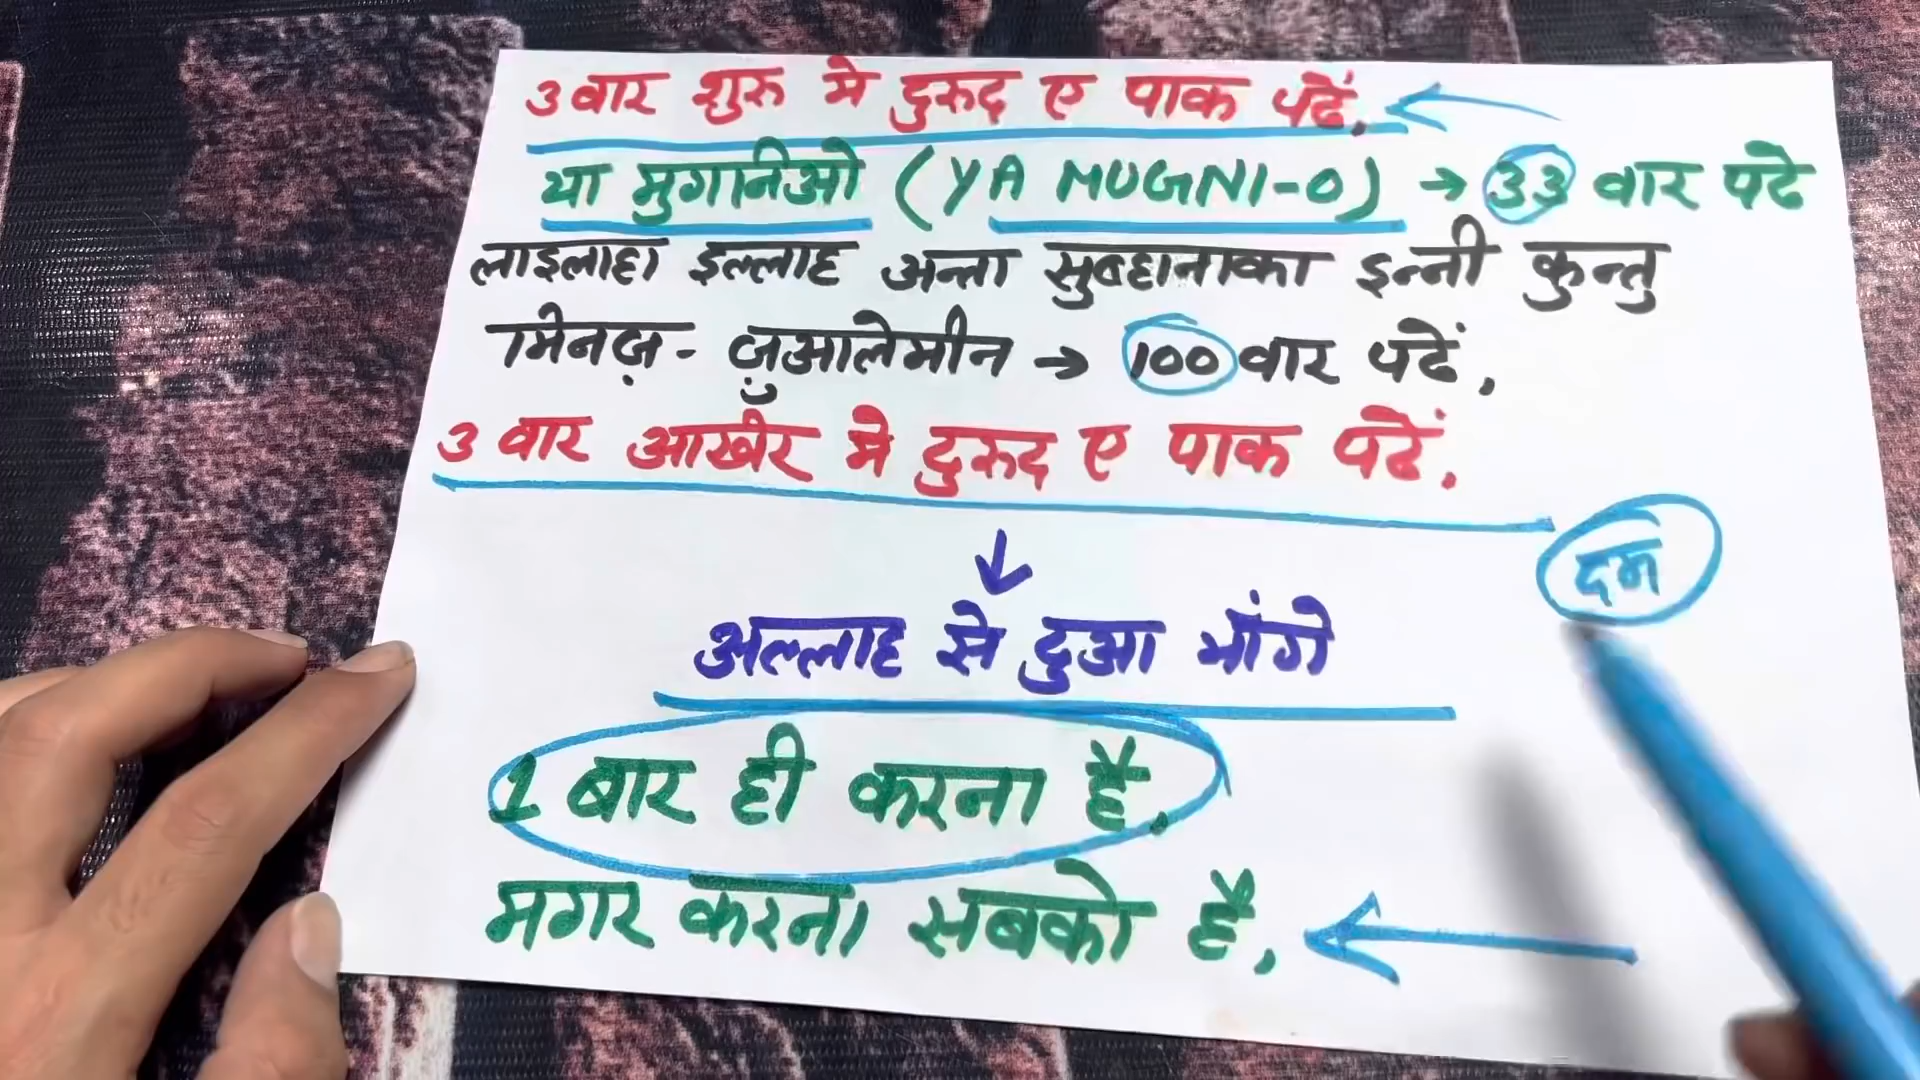 3 वार शुरु मे दुरुद ए पाक पढें.
या मुगनिओ (YA MUGNI-O) → 33 वार पढे
लाइलाहा इल्लाह अन्ता सुबहानाका इन्नी कुन्तु
मिनज़- ज़ुआलेमीन → 100 वार पढें.
3 वार आखेर मे दुरुद ए पाक पढें.
दम
अल्लाह से दुआ मांगे
1 बार ही करना है.
मगर करना सबको है.